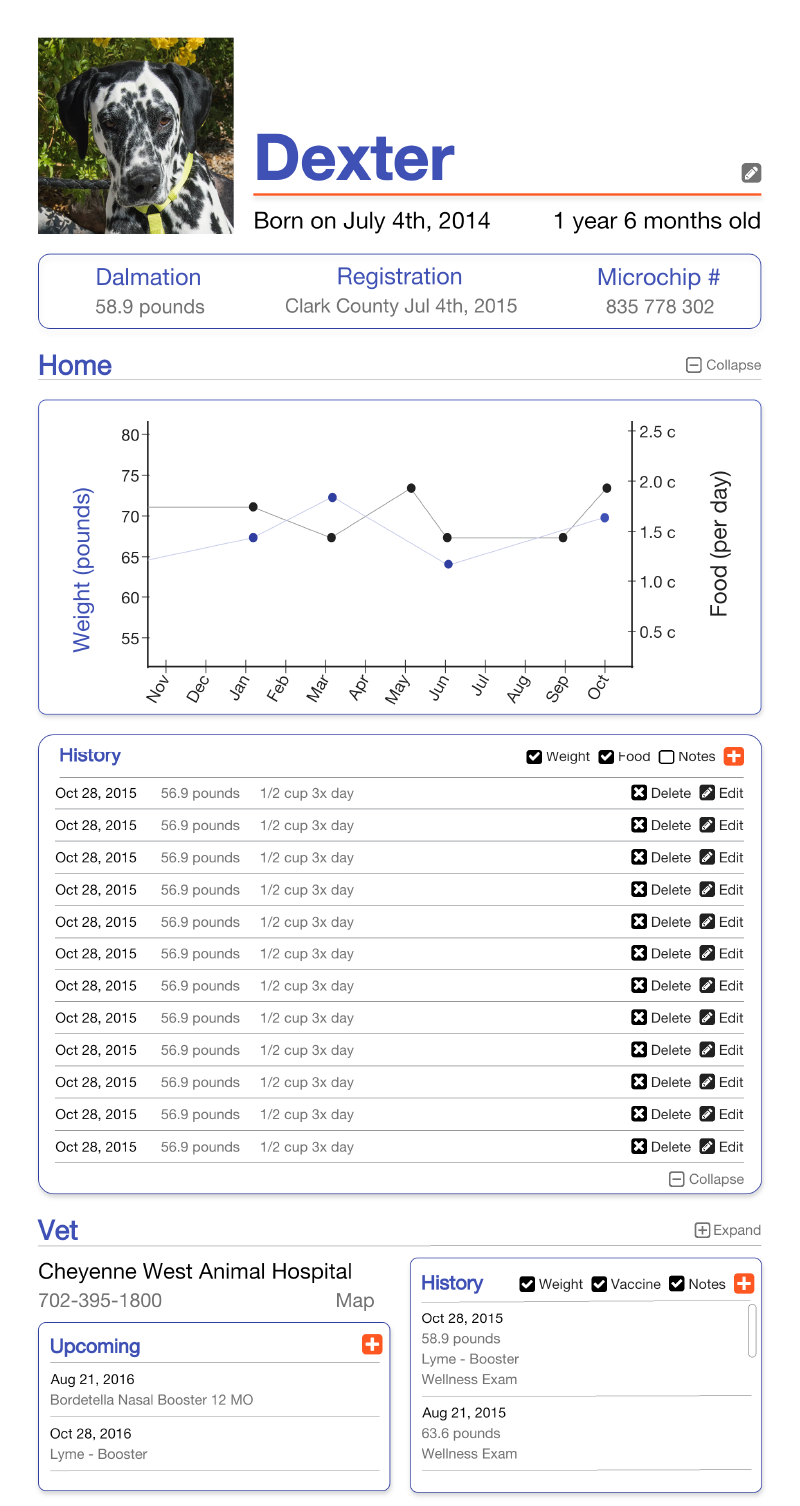 Dexter
Born on July 4th, 2014 1 year 6 months old
Dalmation Registration Microchip #
58.9 pounds Clark County Jul 4th, 2015 835 778 302
Home Collapse
Weight (pounds)
80
75
70
65
60
55
2.5 c
2.0 c
1.5 c
1.0 c
0.5 c
Food (per day)
Nov Dec Jan Feb Mar Apr May Jun Jul Aug Sep Oct
History Weight Food Notes
Oct 28, 2015 56.9 pounds 1/2 cup 3x day Delete Edit
Oct 28, 2015 56.9 pounds 1/2 cup 3x day Delete Edit
Oct 28, 2015 56.9 pounds 1/2 cup 3x day Delete Edit
Oct 28, 2015 56.9 pounds 1/2 cup 3x day Delete Edit
Oct 28, 2015 56.9 pounds 1/2 cup 3x day Delete Edit
Oct 28, 2015 56.9 pounds 1/2 cup 3x day Delete Edit
Oct 28, 2015 56.9 pounds 1/2 cup 3x day Delete Edit
Oct 28, 2015 56.9 pounds 1/2 cup 3x day Delete Edit
Oct 28, 2015 56.9 pounds 1/2 cup 3x day Delete Edit
Oct 28, 2015 56.9 pounds 1/2 cup 3x day Delete Edit
Oct 28, 2015 56.9 pounds 1/2 cup 3x day Delete Edit
Oct 28, 2015 56.9 pounds 1/2 cup 3x day Delete Edit
Collapse
Vet Expand
Cheyenne West Animal Hospital
702-395-1800 Map
Upcoming
Aug 21, 2016
Bordetella Nasal Booster 12 MO
Oct 28, 2016
Lyme - Booster
History Weight Vaccine Notes
Oct 28, 2015
58.9 pounds
Lyme - Booster
Wellness Exam
Aug 21, 2015
63.6 pounds
Wellness Exam